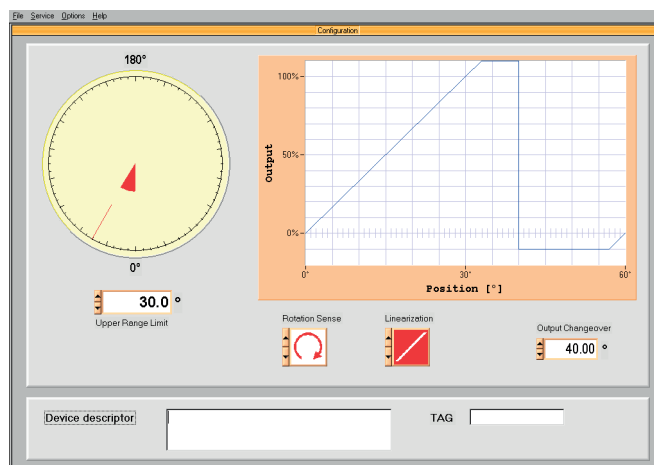 File Service Options Help
Configuration
180°
0°
30.0 °
Upper Range Limit
100%
50%
0%
Output
0° 30° 60°
Position [°]
Rotation Sense
Linearization
Output Changeover
40.00 °
Device descriptor
TAG